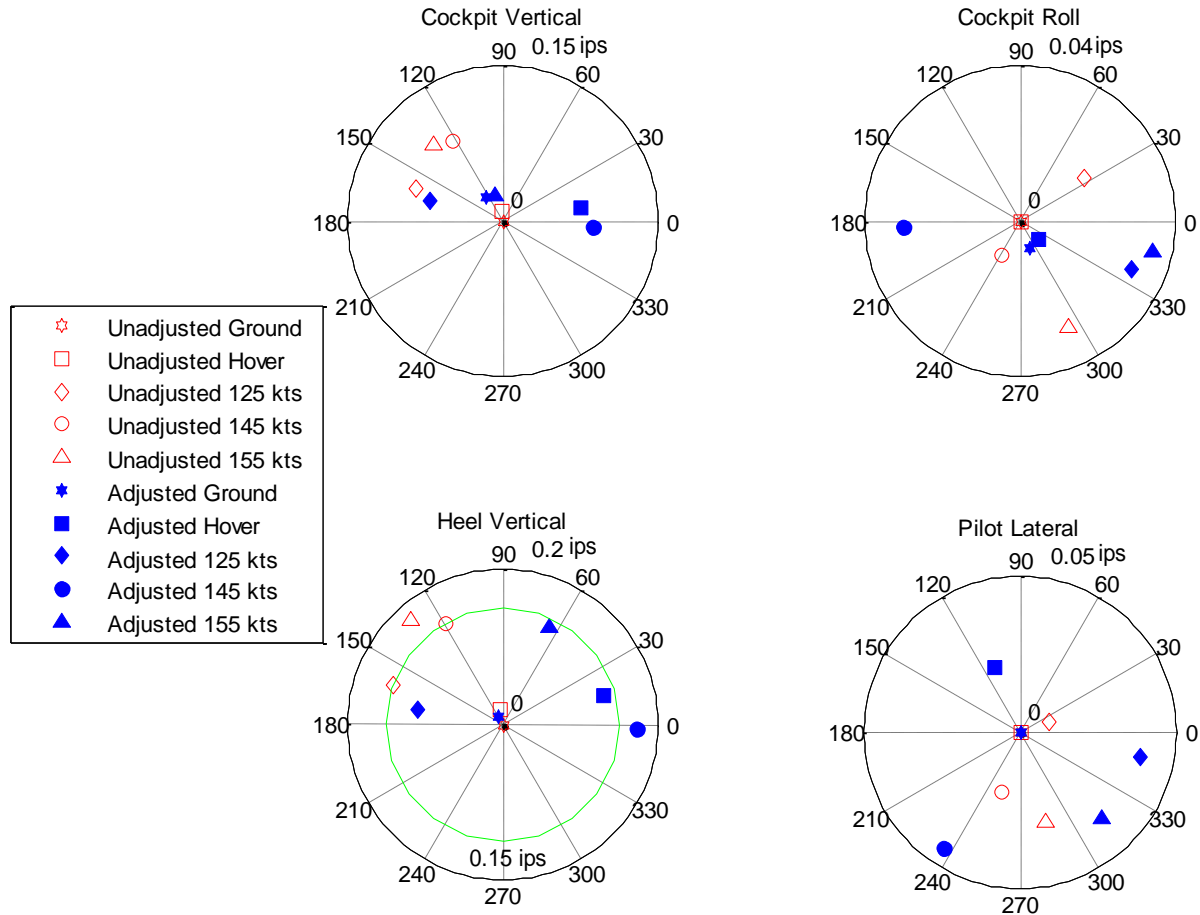 Cockpit Vertical
90
0.15 ips
120
60
150
30
0
180
0
210
330
240
300
270
Cockpit Roll
90
0.04 ips
120
60
150
30
0
180
0
210
330
240
300
270
Unadjusted Ground
Unadjusted Hover
Unadjusted 125 kts
Unadjusted 145 kts
Unadjusted 155 kts
Adjusted Ground
Adjusted Hover
Adjusted 125 kts
Adjusted 145 kts
Adjusted 155 kts
Heel Vertical
90
0.2 ips
120
60
150
30
0
180
0
210
330
0.15 ips
240
300
270
Pilot Lateral
90
0.05 ips
120
60
150
30
0
180
0
210
330
240
300
270